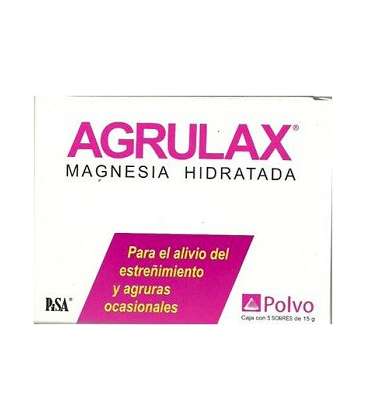 AGRULAX®
MAGNESIA HIDRATADA
Para el alivio del
estreñimiento
y agruras
ocasionales
PiSA®
Polvo
Caja con 5 SOBRES de 15 g